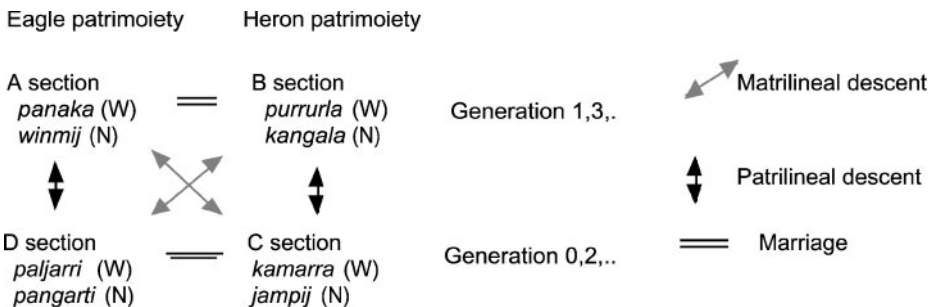 Eagle patrimoiety Heron patrimoiety
A section B section
panaka (W) purrurla (W)
winmij (N) kangala (N)
Generation 1,3,.
Matrilineal descent
Patrilineal descent
D section C section
paljarri (W) kamarra (W)
pangarti (N) jampij (N)
Generation 0,2,..
Marriage